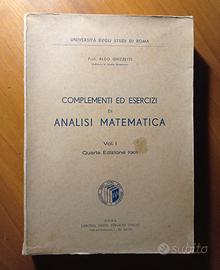 UNIVERSITÀ DEGLI STUDI DI ROMA
Prof. ALDO GHIZZETTI
COMPLEMENTI ED ESERCIZI
DI
ANALISI MATEMATICA
Vol. I
Quarta Edizione
ROMA
subito